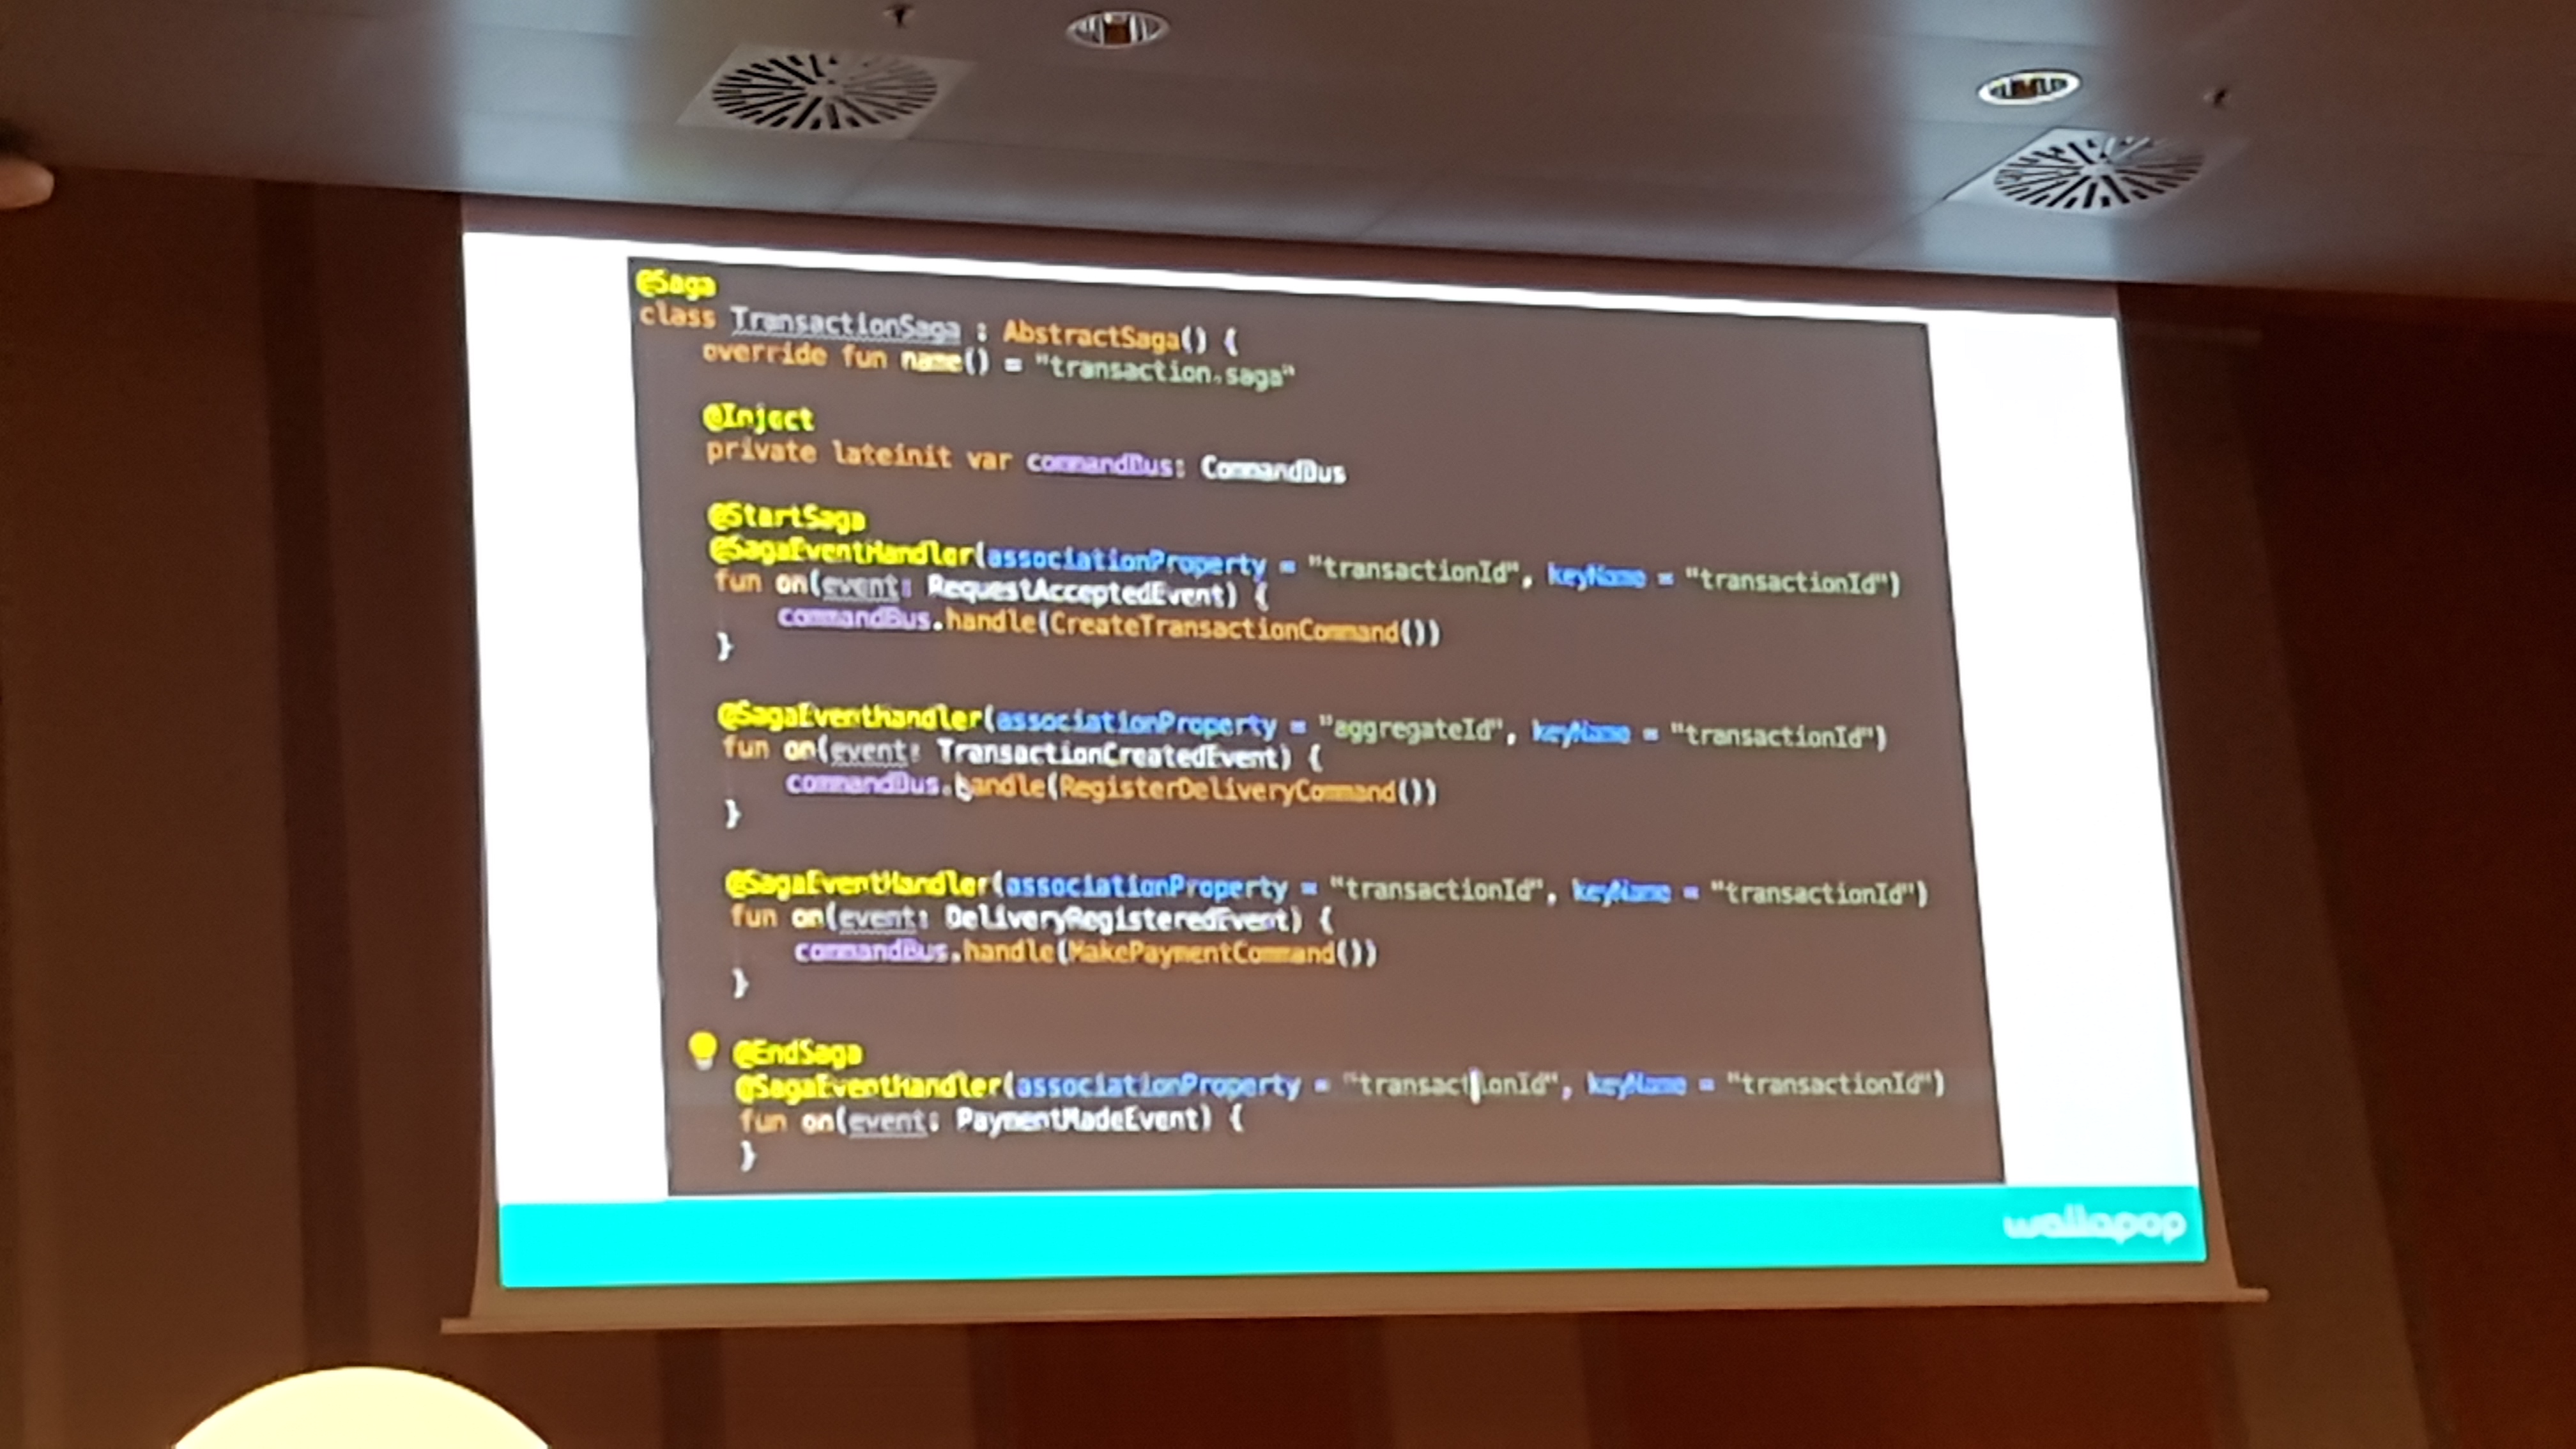 @Saga
class TransactionSaga : AbstractSaga() {
override fun name() = "transaction.saga"
@Inject
private lateinit var commandBus: CommandBus
@StartSaga
@SagaEventHandler(associationProperty = "transactionId", keyName = "transactionId")
fun on(event: RequestAcceptedEvent) {
commandBus.handle(CreateTransactionCommand())
}
@SagaEventhandler(associationProperty = "aggregateId", keyName = "transactionId")
fun on(event: TransactionCreatedEvent) {
commandBus.handle(RegisterDeliveryCommand())
}
@SagaEventHandler(associationProperty = "transactionId", keyName = "transactionId")
fun on(event: DeliveryRegisteredEvent) {
commandBus.handle(MakePaymentCommand())
}
@EndSaga
@SagaEventHandler(associationProperty = "transactionId", keyName = "transactionId")
fun on(event: PaymentMadeEvent) {
}
wallapop